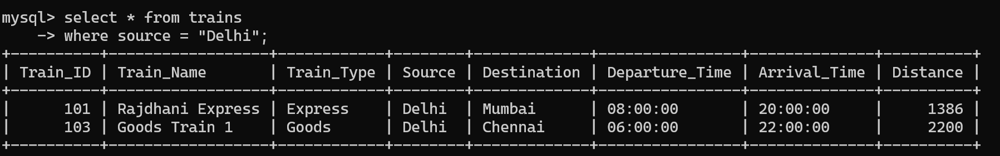 mysql> select * from trains
    -> where source = "Delhi";
+----------+------------------+------------+--------+-------------+----------------+--------------+----------+
| Train_ID | Train_Name       | Train_Type | Source | Destination | Departure_Time | Arrival_Time | Distance |
+----------+------------------+------------+--------+-------------+----------------+--------------+----------+
|      101 | Rajdhani Express | Express    | Delhi  | Mumbai      | 08:00:00       | 20:00:00     |     1386 |
|      103 | Goods Train 1    | Goods      | Delhi  | Chennai     | 06:00:00       | 22:00:00     |     2200 |
+----------+------------------+------------+--------+-------------+----------------+--------------+----------+